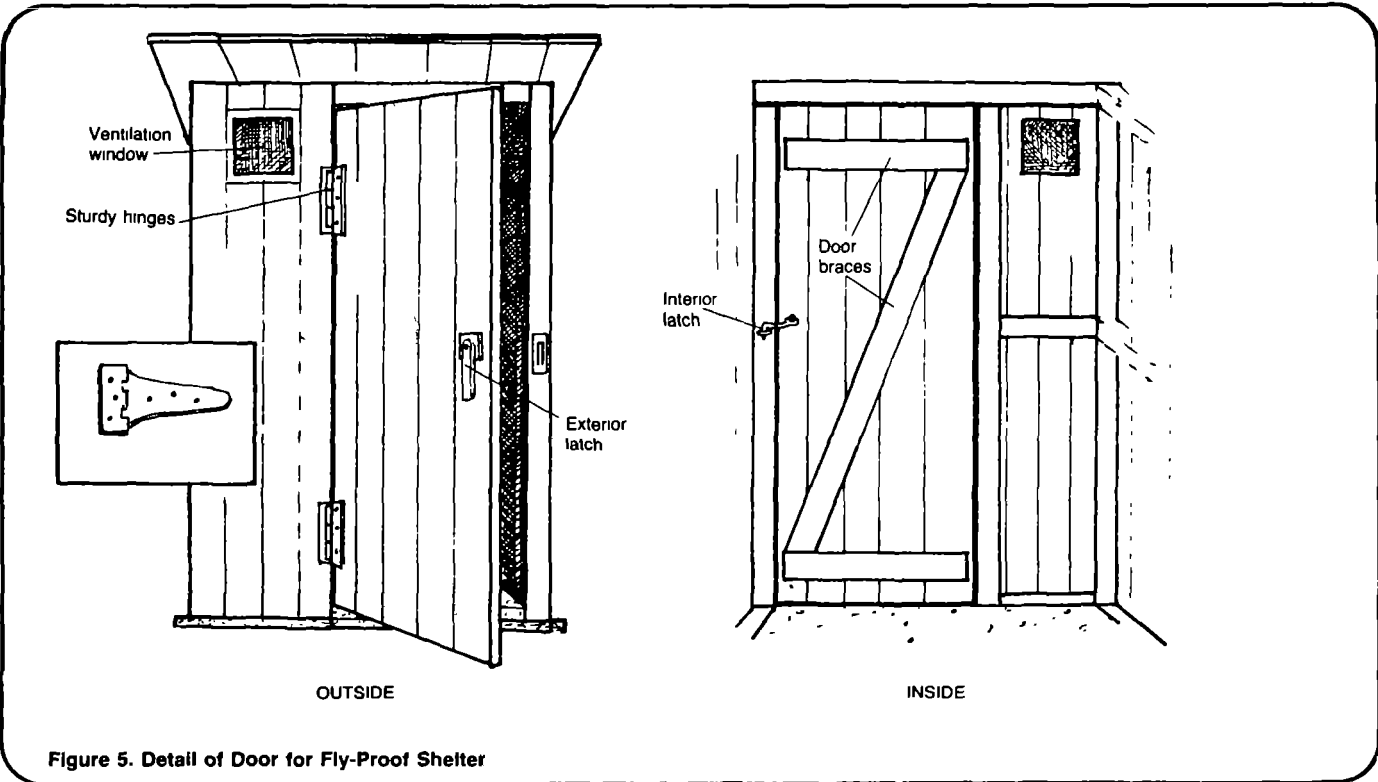 Ventilation
window
Sturdy hinges
Exterior
latch
OUTSIDE
Door
braces
Interior
latch
INSIDE
Figure 5. Detail of Door for Fly-Proof Shelter